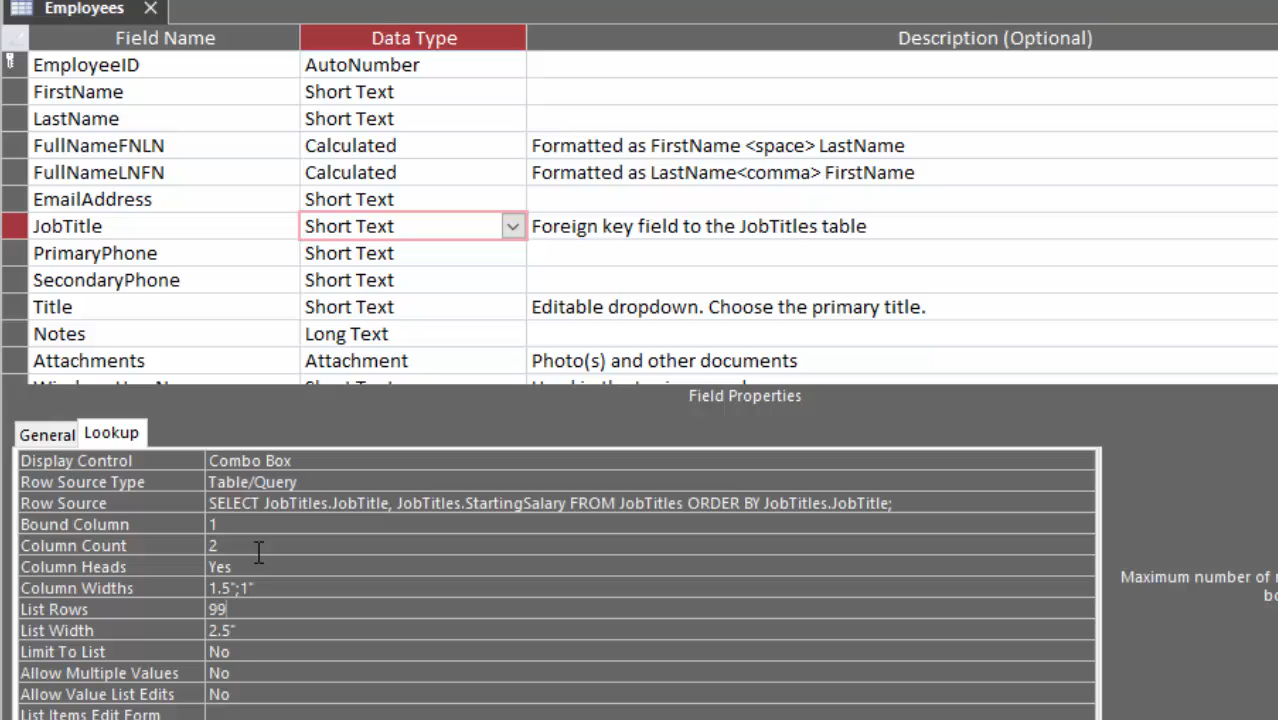 Employees
Field Name Data Type Description (Optional)
EmployeeID AutoNumber
FirstName Short Text
LastName Short Text
FullNameFNLN Calculated Formatted as FirstName <space> LastName
FullNameLNFN Calculated Formatted as LastName<comma> FirstName
EmailAddress Short Text
JobTitle Short Text Foreign key field to the JobTitles table
PrimaryPhone Short Text
SecondaryPhone Short Text
Title Short Text Editable dropdown. Choose the primary title.
Notes Long Text
Attachments Attachment Photo(s) and other documents
Field Properties
General Lookup
Display Control Combo Box
Row Source Type Table/Query
Row Source SELECT JobTitles.JobTitle, JobTitles.StartingSalary FROM JobTitles ORDER BY JobTitles.JobTitle;
Bound Column 1
Column Count 2
Column Heads Yes
Column Widths 1.5";1"
List Rows 99
List Width 2.5"
Limit To List No
Allow Multiple Values No
Allow Value List Edits No
List Items Edit Form
Maximum number of